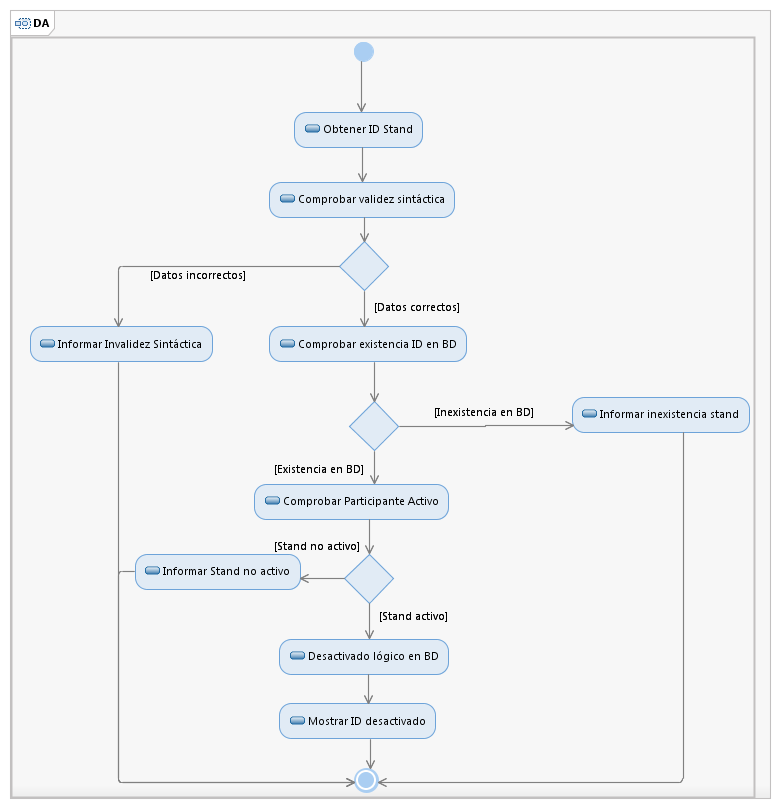 DA
Obtener ID Stand
Comprobar validez sintáctica
[Datos incorrectos]
[Datos correctos]
Informar Invalidez Sintáctica
Comprobar existencia ID en BD
[Inexistencia en BD]
Informar inexistencia stand
[Existencia en BD]
Comprobar Participante Activo
[Stand no activo]
Informar Stand no activo
[Stand activo]
Desactivado lógico en BD
Mostrar ID desactivado